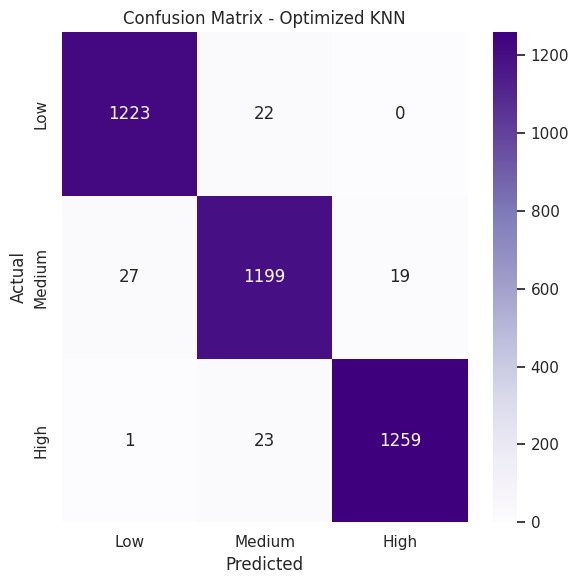 Confusion Matrix - Optimized KNN
Actual
Low
1223 22 0
Medium
27 1199 19
High
1 23 1259
Low Medium High
Predicted
1200
1000
800
600
400
200
0